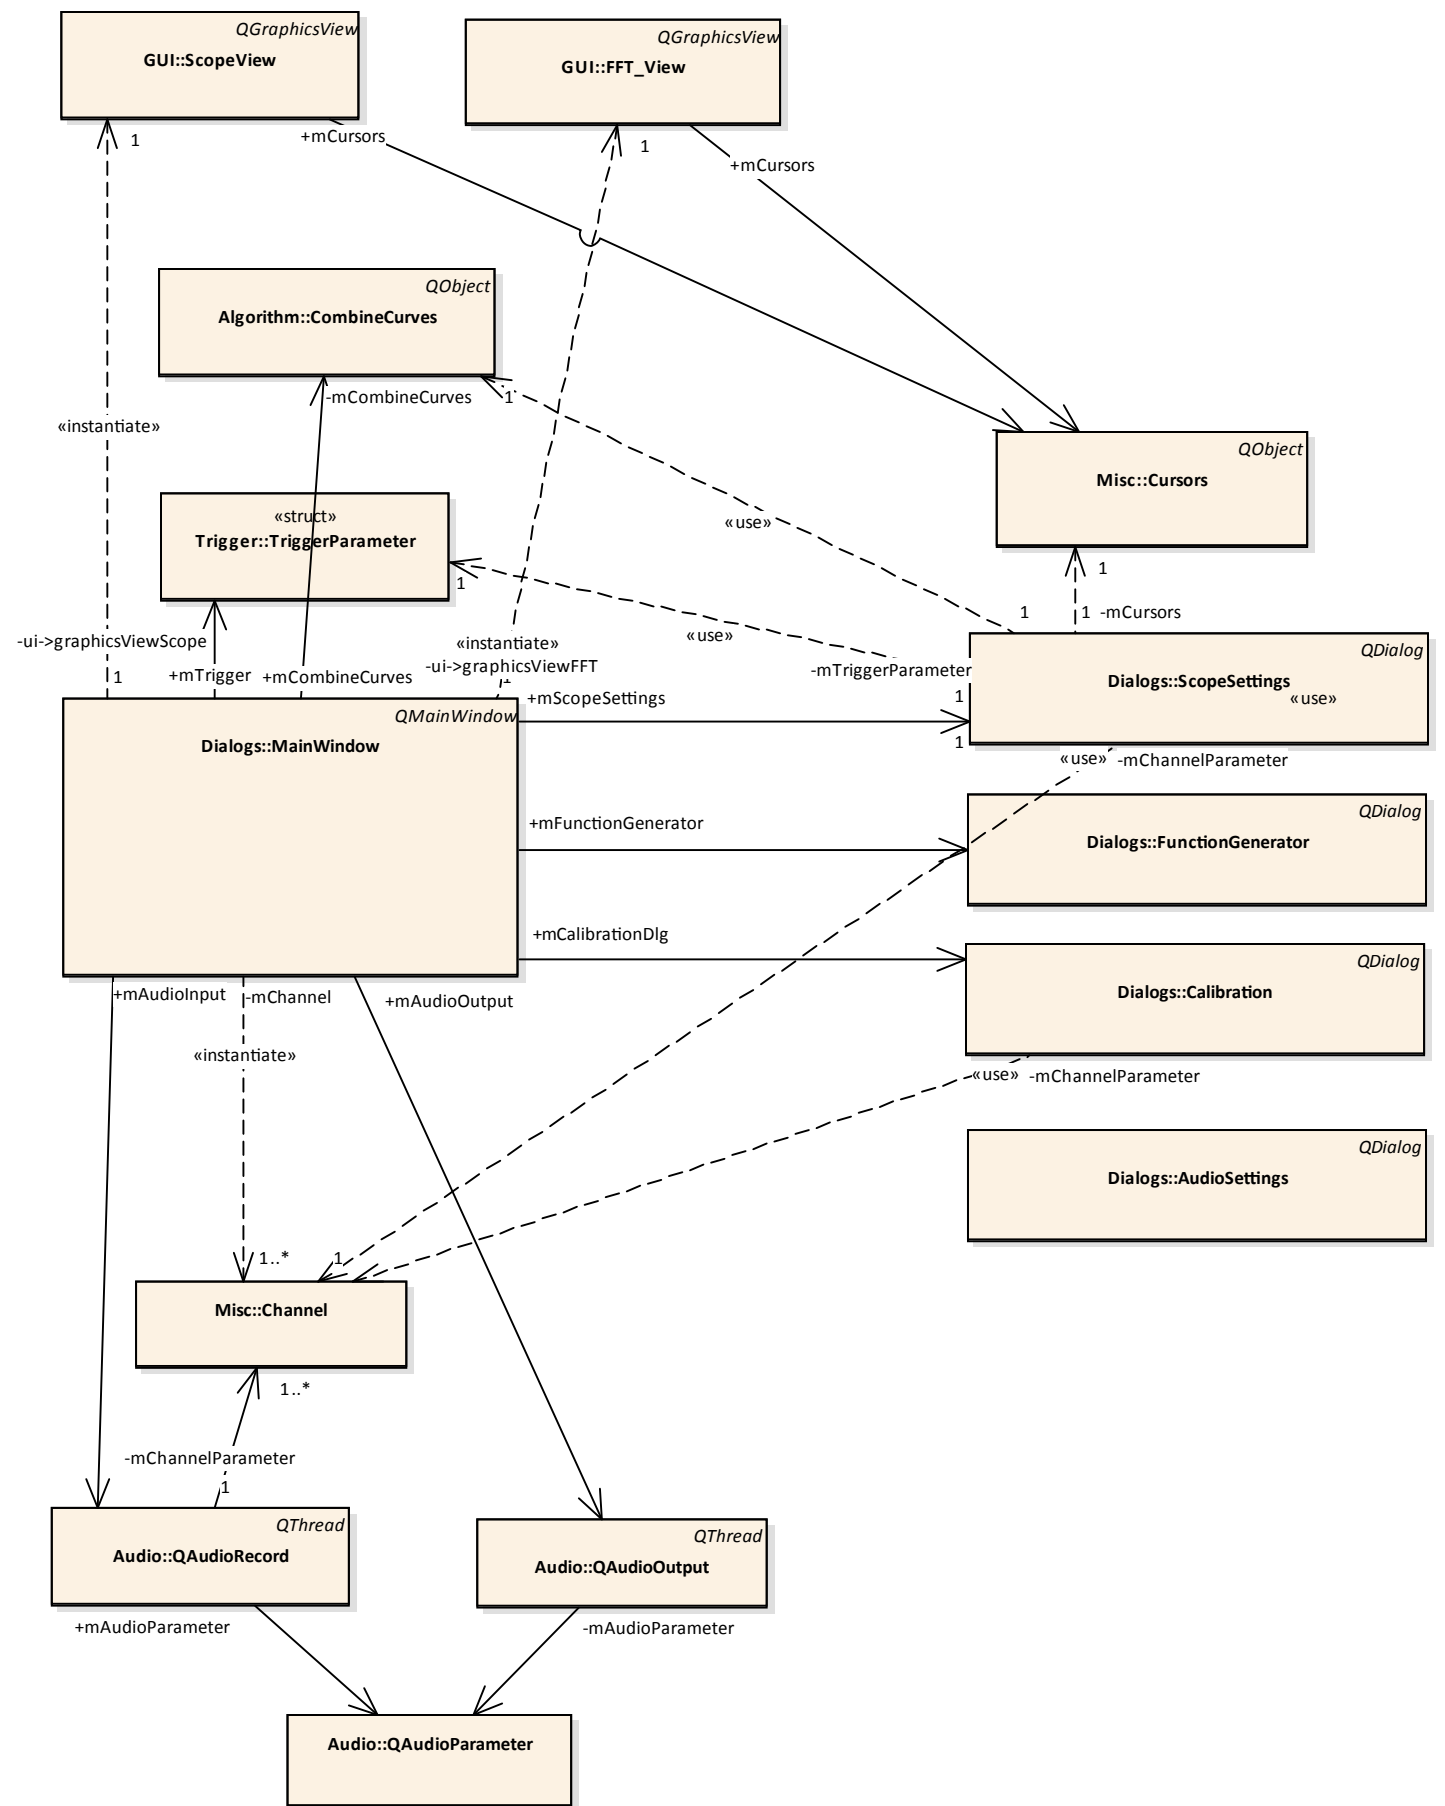 QGraphicsView
GUI::ScopeView
QGraphicsView
GUI::FFT_View
1
+mCursors
1
+mCursors
QObject
Algorithm::CombineCurves
-mCombineCurves
1
«instantiate»
QObject
Misc::Cursors
«struct»
Trigger::TriggerParameter
«use»
1
1
1
1 -mCursors
-ui->graphicsViewScope
«use»
«instantiate»
-ui->graphicsViewFFT
1
1
+mTrigger
+mCombineCurves
-mTriggerParameter
QDialog
Dialogs::ScopeSettings
«use»
+mScopeSettings
1
1
QMainWindow
Dialogs::MainWindow
«use»
-mChannelParameter
+mFunctionGenerator
QDialog
Dialogs::FunctionGenerator
+mCalibrationDlg
QDialog
Dialogs::Calibration
+mAudioInput
-mChannel
+mAudioOutput
«instantiate»
«use»
-mChannelParameter
QDialog
Dialogs::AudioSettings
1..*
1
Misc::Channel
1..*
-mChannelParameter
1
QThread
Audio::QAudioRecord
QThread
Audio::QAudioOutput
+mAudioParameter
-mAudioParameter
Audio::QAudioParameter